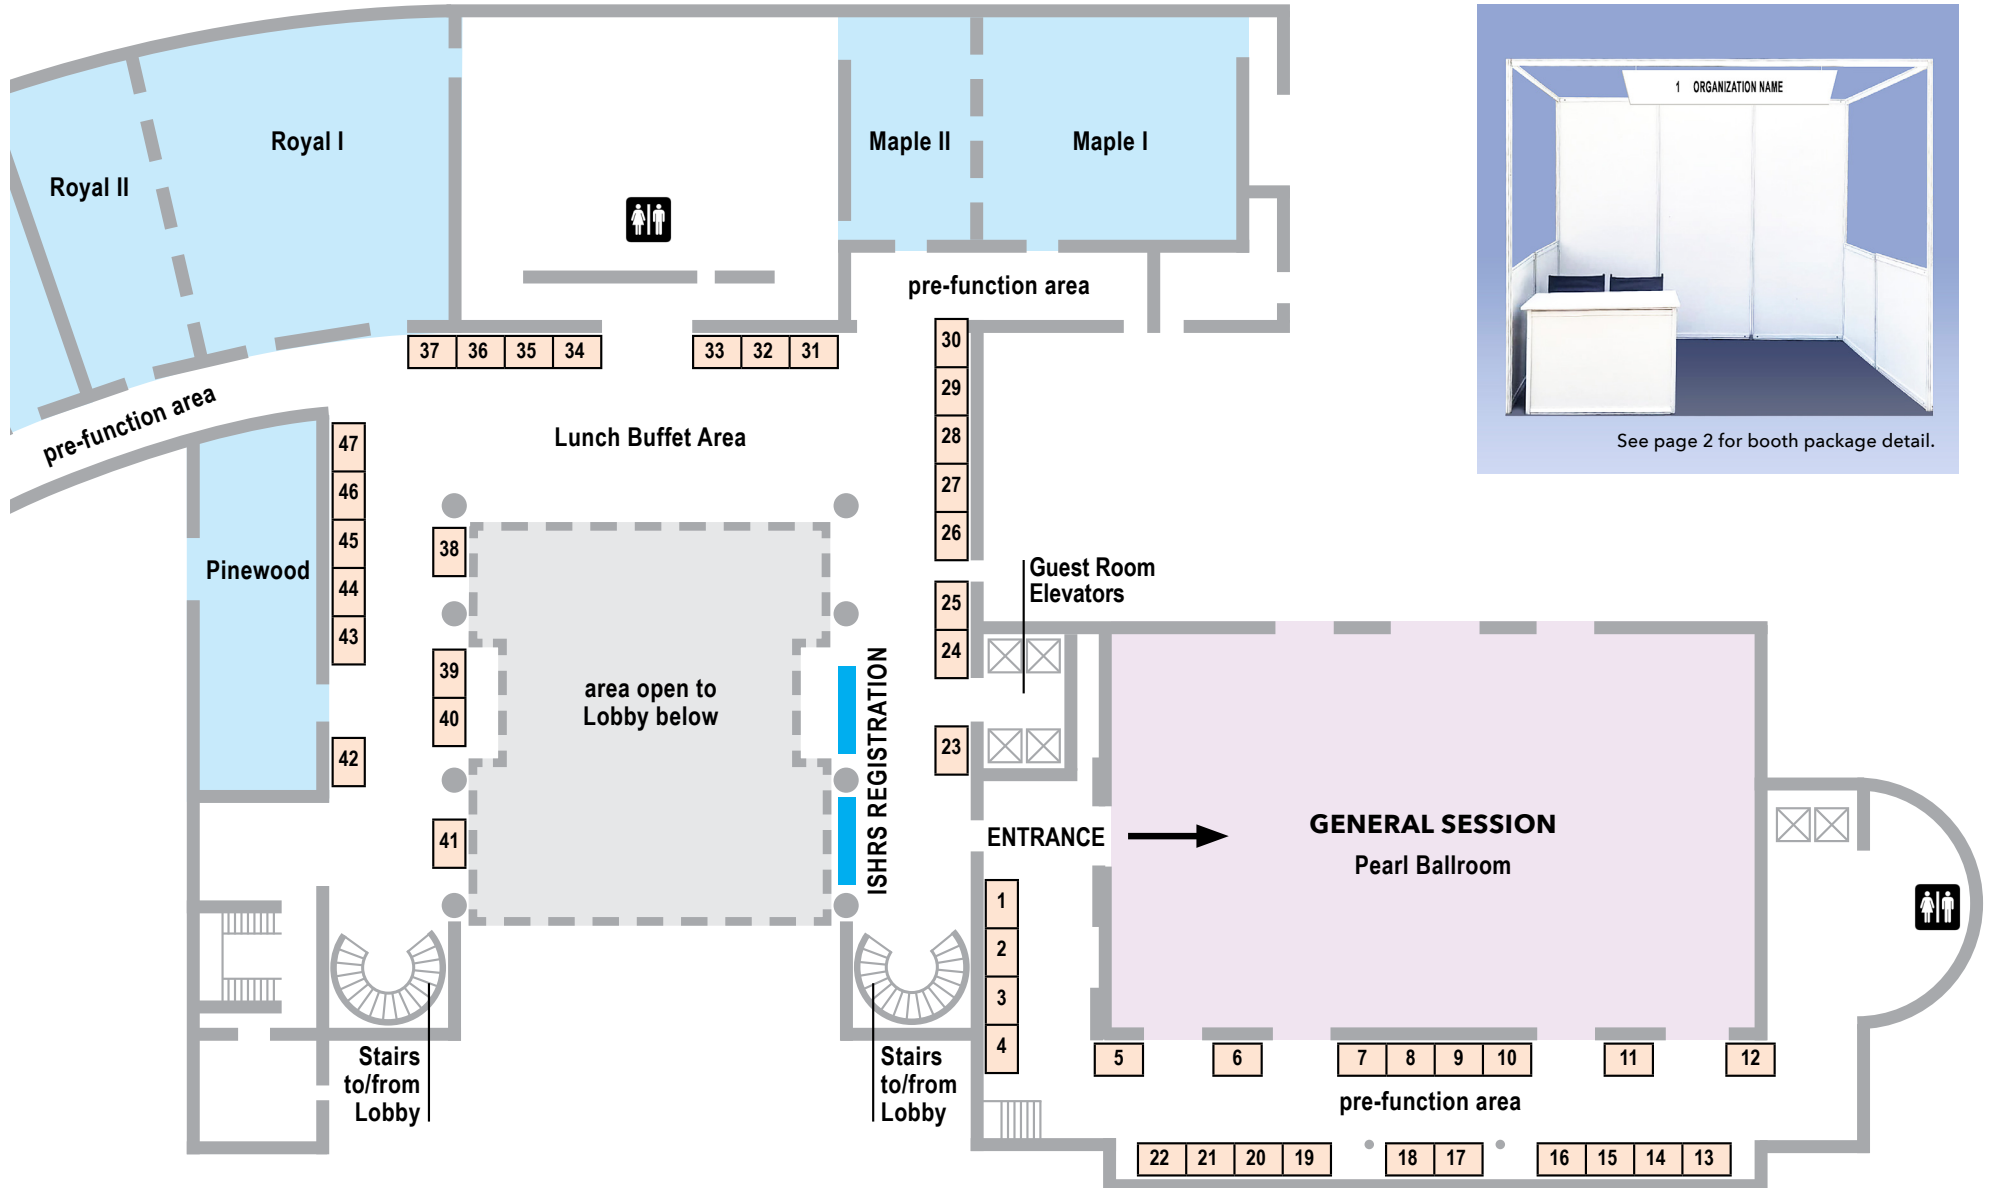 1 ORGANIZATION NAME
See page 2 for booth package detail.
Royal II
Royal I
Maple II
Maple I
pre-function area
pre-function area
37 36 35 34
33 32 31
30
29
28
27
26
25
24
23
Lunch Buffet Area
47
46
45
44
43
42
Pinewood
38
39
40
41
area open to
Lobby below
ISHRS REGISTRATION
Guest Room
Elevators
ENTRANCE
GENERAL SESSION
Pearl Ballroom
1
2
3
4
Stairs
to/from
Lobby
Stairs
to/from
Lobby
5 6 7 8 9 10 11 12
pre-function area
22 21 20 19 18 17 16 15 14 13